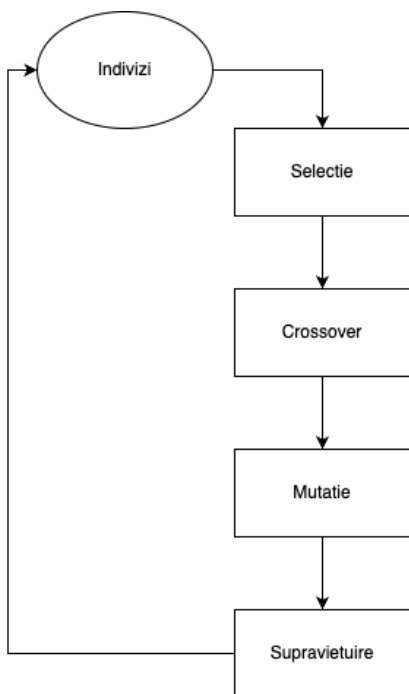 Indivizi
Selectie
Crossover
Mutatie
Supravietuire